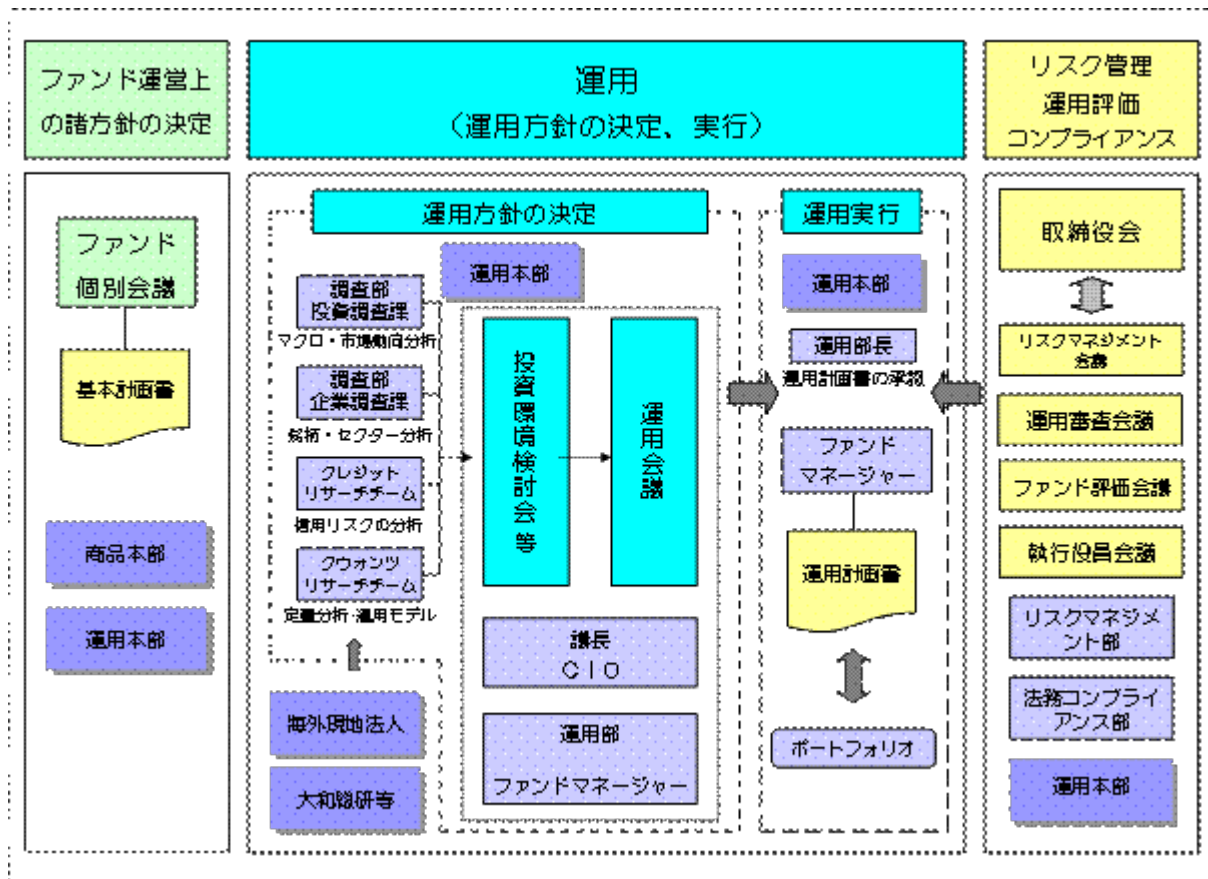 ファンド運営上
の諸方針の決定
運用
（運用方針の決定、実行）
リスク管理
運用評価
コンプライアンス
ファンド
個別会議
基本計画書
商品本部
運用本部
運用方針の決定
運用本部
調査部
投資調査課
マクロ・市場動向分析
調査部
企業調査課
銘柄・セクター分析
クレジット
リサーチチーム
信用リスクの分析
クウォンツ
リサーチチーム
定量分析・運用モデル
海外現地法人
大和総研等
投資環境検討会等
運用会議
議長
CIO
運用部
ファンドマネージャー
運用実行
運用本部
運用部長
運用計画書の承認
ファンド
マネージャー
運用計画書
ポートフォリオ
取締役会
リスクマネジメント
会議
運用審査会議
ファンド評価会議
執行役員会議
リスクマネジメ
ント部
法務コンプライ
アンス部
運用本部